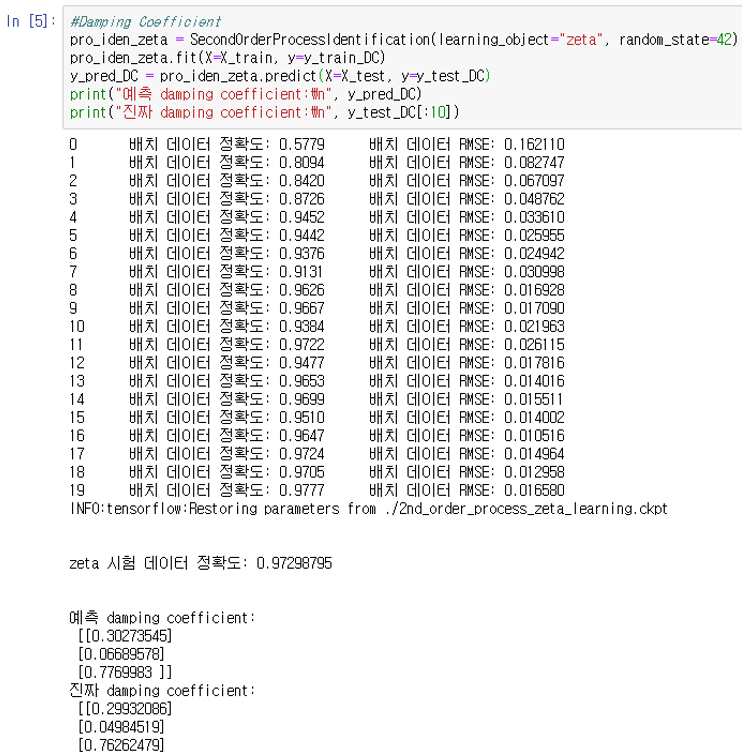 In [5]: #Damping Coefficient
pro_iden_zeta = SecondOrderProcessIdentification(learning_object="zeta", random_state=42)
pro_iden_zeta.fit(X=X_train, y=y_train_DC)
y_pred_DC = pro_iden_zeta.predict(X=X_test, y=y_test_DC)
print("예측 damping coefficient:₩n", y_pred_DC)
print("진짜 damping coefficient:₩n", y_test_DC[:10])
0 배치 데이터 정확도: 0.5779 배치 데이터 RMSE: 0.162110
1 배치 데이터 정확도: 0.8094 배치 데이터 RMSE: 0.082747
2 배치 데이터 정확도: 0.8420 배치 데이터 RMSE: 0.067097
3 배치 데이터 정확도: 0.8726 배치 데이터 RMSE: 0.048762
4 배치 데이터 정확도: 0.9452 배치 데이터 RMSE: 0.033610
5 배치 데이터 정확도: 0.9442 배치 데이터 RMSE: 0.025955
6 배치 데이터 정확도: 0.9376 배치 데이터 RMSE: 0.024942
7 배치 데이터 정확도: 0.9131 배치 데이터 RMSE: 0.030998
8 배치 데이터 정확도: 0.9626 배치 데이터 RMSE: 0.016928
9 배치 데이터 정확도: 0.9667 배치 데이터 RMSE: 0.017090
10 배치 데이터 정확도: 0.9384 배치 데이터 RMSE: 0.021963
11 배치 데이터 정확도: 0.9722 배치 데이터 RMSE: 0.026115
12 배치 데이터 정확도: 0.9477 배치 데이터 RMSE: 0.017816
13 배치 데이터 정확도: 0.9653 배치 데이터 RMSE: 0.014016
14 배치 데이터 정확도: 0.9699 배치 데이터 RMSE: 0.015511
15 배치 데이터 정확도: 0.9510 배치 데이터 RMSE: 0.014002
16 배치 데이터 정확도: 0.9647 배치 데이터 RMSE: 0.010516
17 배치 데이터 정확도: 0.9724 배치 데이터 RMSE: 0.014964
18 배치 데이터 정확도: 0.9705 배치 데이터 RMSE: 0.012958
19 배치 데이터 정확도: 0.9777 배치 데이터 RMSE: 0.016580
INFO:tensorflow:Restoring parameters from ./2nd_order_process_zeta_learning.ckpt
zeta 시험 데이터 정확도: 0.97298795
예측 damping coefficient:
[[0.30273545]
[0.06689578]
[0.7769983 ]]
진짜 damping coefficient:
[[0.29932086]
[0.04984519]
[0.76262479]